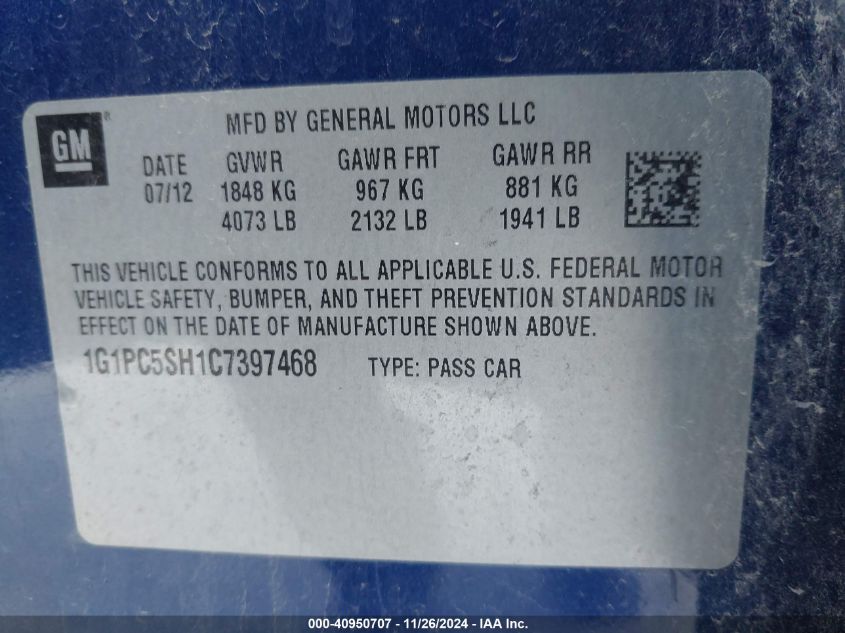 GM ®
MFD BY GENERAL MOTORS LLC
DATE GVWR GAWR FRT GAWR RR
07/12 1848 KG 967 KG 881 KG
4073 LB 2132 LB 1941 LB
THIS VEHICLE CONFORMS TO ALL APPLICABLE U.S. FEDERAL MOTOR
VEHICLE SAFETY, BUMPER, AND THEFT PREVENTION STANDARDS IN
EFFECT ON THE DATE OF MANUFACTURE SHOWN ABOVE.
1G1PC5SH1C7397468 TYPE: PASS CAR
000-40950707 - 11/26/2024 - IAA Inc.